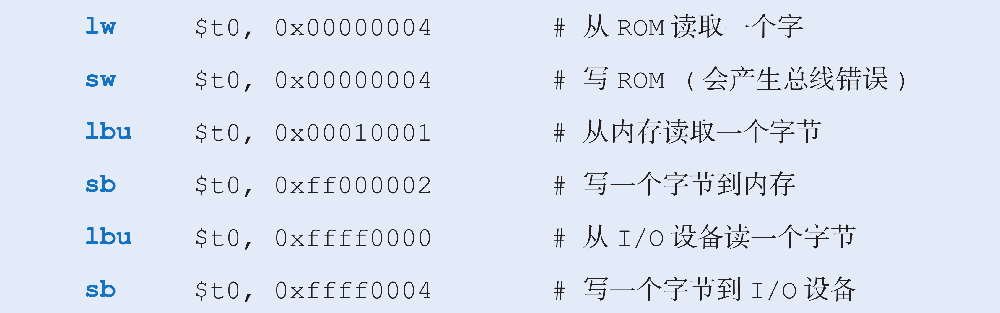 lw $t0, 0x00000004 # 从 ROM 读取一个字
sw $t0, 0x00000004 # 写 ROM (会产生总线错误)
lbu $t0, 0x00010001 # 从内存读取一个字节
sb $t0, 0xff000002 # 写一个字节到内存
lbu $t0, 0xffff0000 # 从 I/O 设备读一个字节
sb $t0, 0xffff0004 # 写一个字节到 I/O 设备